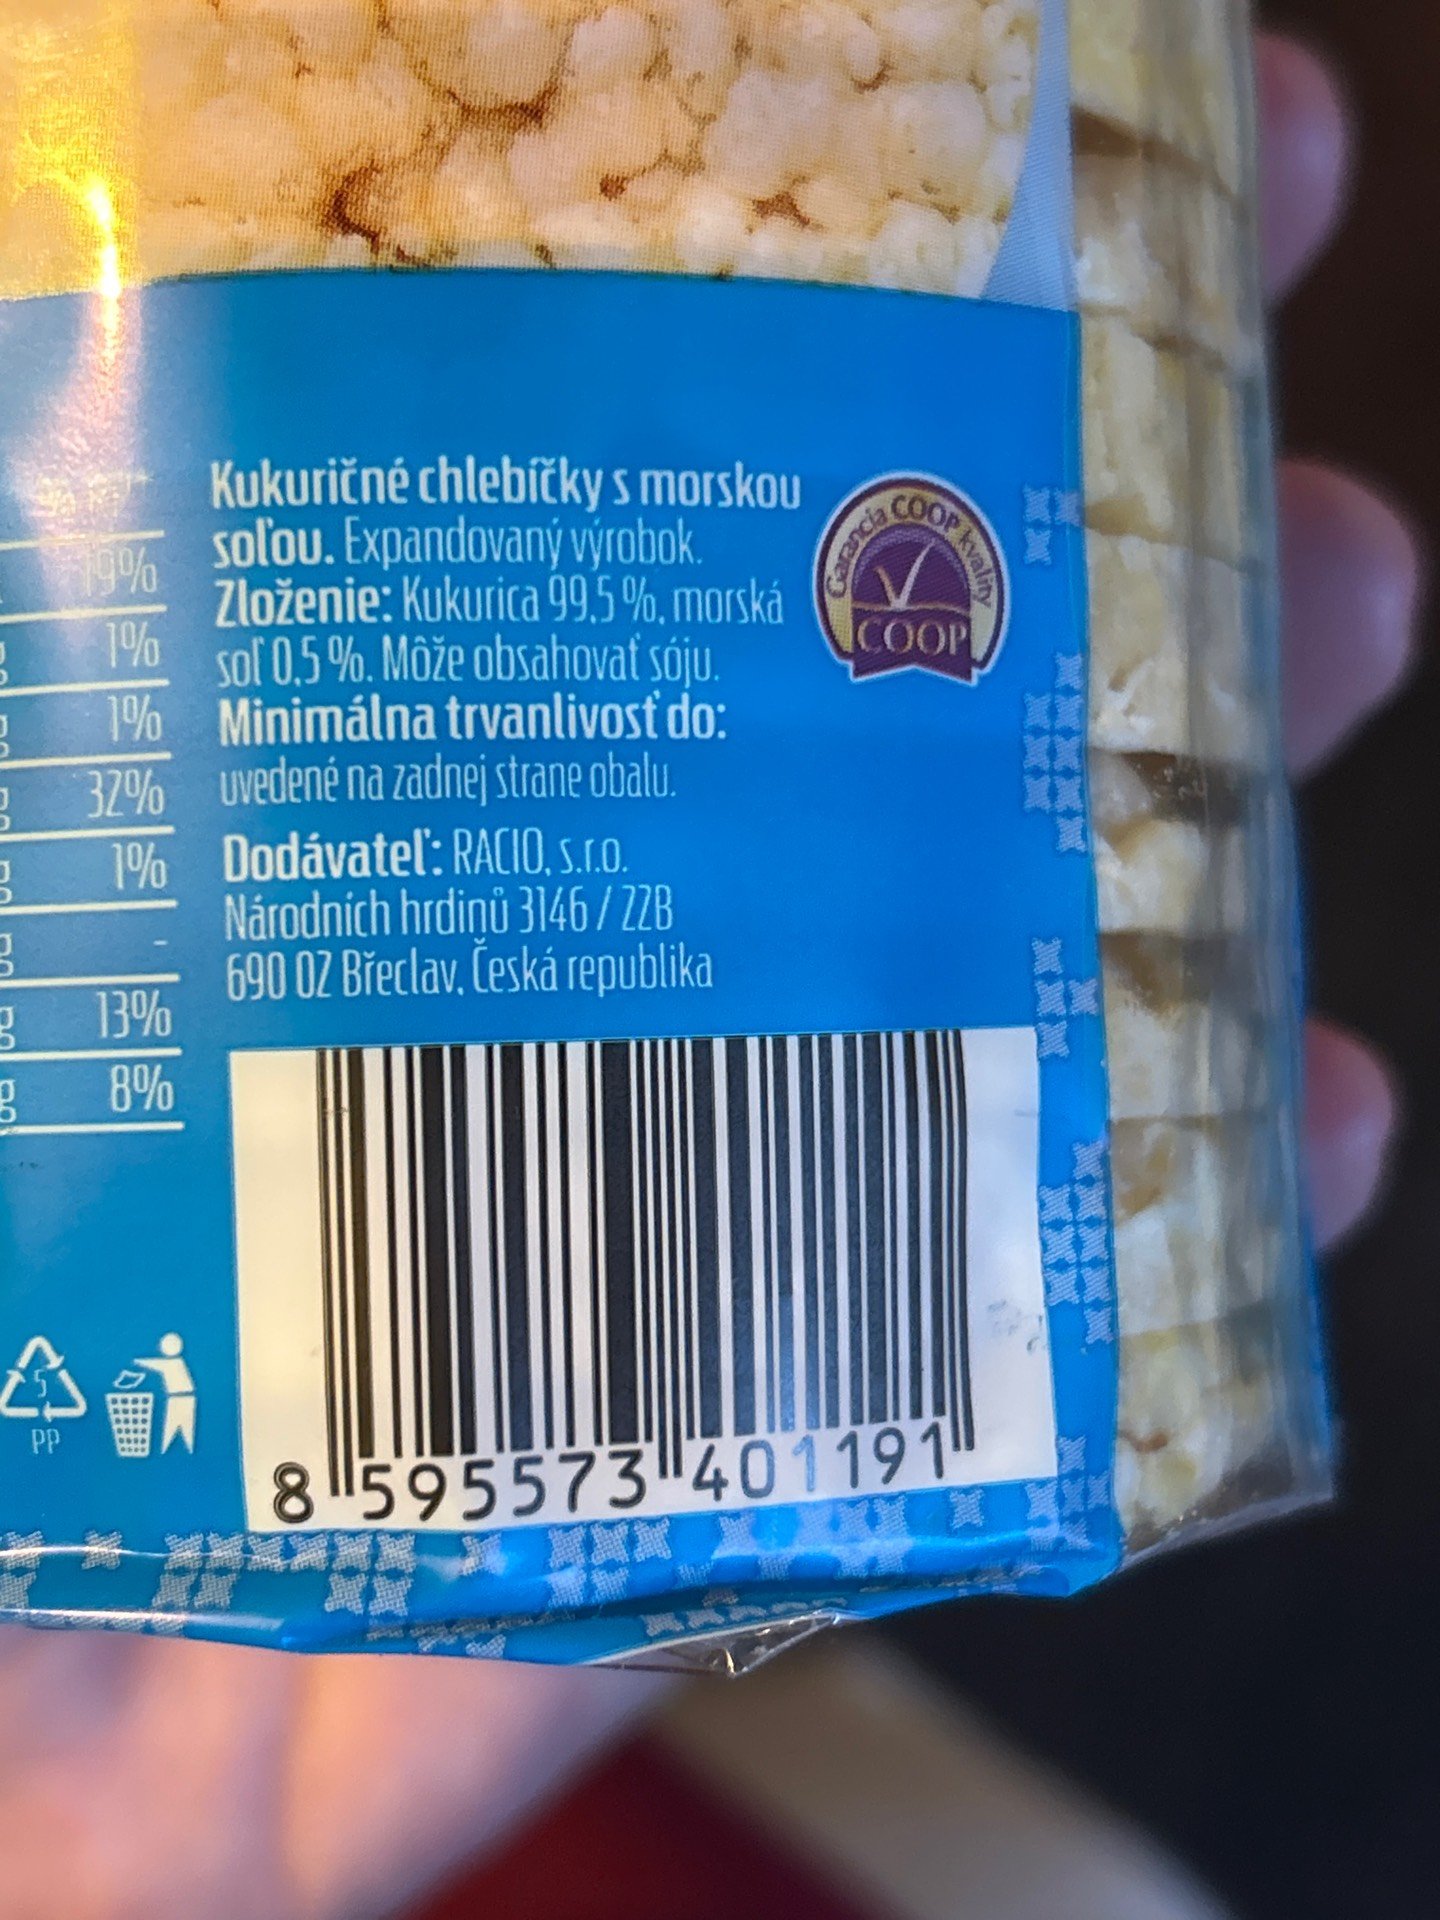 19%
1%
1%
32%
1%
-
13%
8%
Kukuričné chlebíčky s morskou
soľou. Expandovaný výrobok.
Zloženie: Kukurica 99,5 %, morská
soľ 0,5 %. Môže obsahovať sóju.
Minimálna trvanlivosť do:
uvedené na zadnej strane obalu.
Dodávateľ: RACIO, s.r.o.
Národních hrdinů 3146 / 22B
690 02 Břeclav, Česká republika
Garancia COOP kvality
COOP
5
PP
8 595573 401191